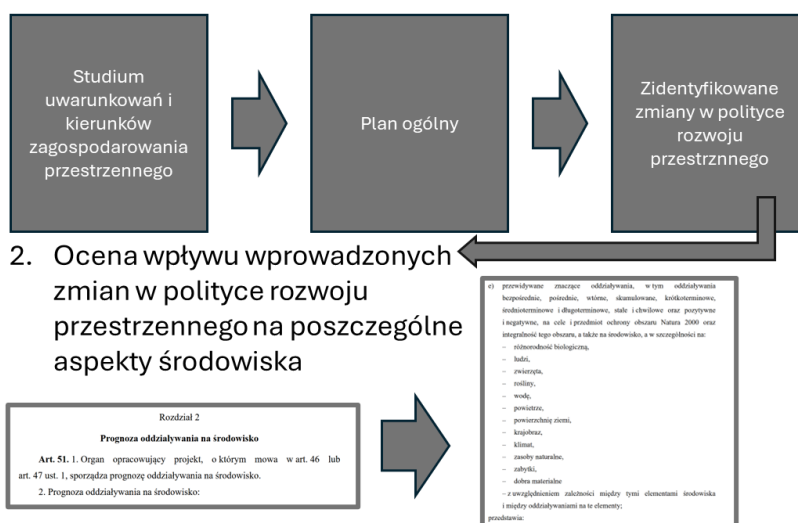 Studium
uwarunkowań i
kierunków
zagospodarowania
przestrzennego
Plan ogólny
Zidentyfikowane
zmiany w polityce
rozwoju
przestrznnego
2. Ocena wpływu wprowadzonych
zmian w polityce rozwoju
przestrzennego na poszczególne
aspekty środowiska
Rozdział 2
Prognoza oddziaływania na środowisko
Art. 51. 1. Organ opracowujący projekt, o którym mowa w art. 46 lub
art. 47 ust. 1, sporządza prognozę oddziaływania na środowisko.
2. Prognoza oddziaływania na środowisko:
e) przewidywane znaczące oddziaływania, w tym oddziaływania
bezpośrednie, pośrednie, wtórne, skumulowane, krótkoterminowe,
średnioterminowe i długoterminowe, stałe i chwilowe oraz pozytywne
i negatywne, na cele i przedmiot ochrony obszaru Natura 2000 oraz
integralność tego obszaru, a także na środowisko, a w szczególności na:
– różnorodność biologiczną,
– ludzi,
– zwierzęta,
– rośliny,
– wodę,
– powietrze,
– powierzchnię ziemi,
– krajobraz,
– klimat,
– zasoby naturalne,
– zabytki,
– dobra materialne
– z uwzględnieniem zależności między tymi elementami środowiska
i między oddziaływaniami na te elementy;
przedstawia: